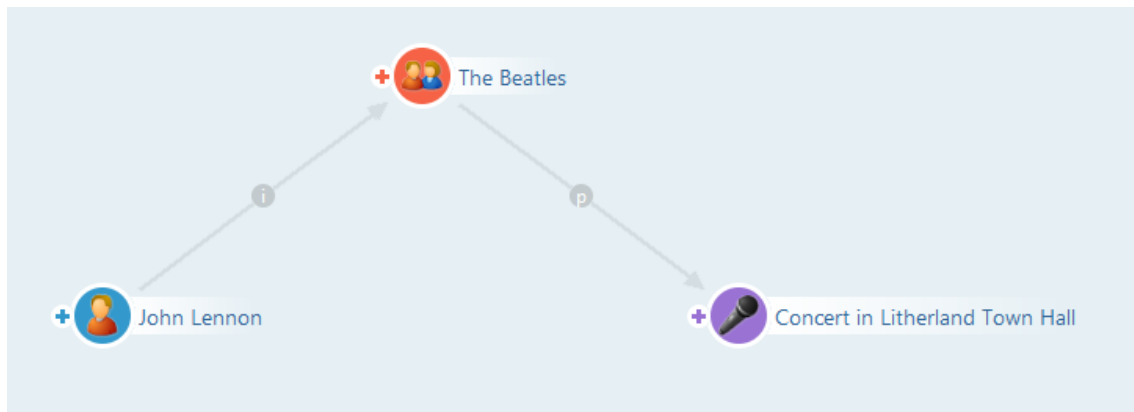 The Beatles
i
p
John Lennon
Concert in Litherland Town Hall